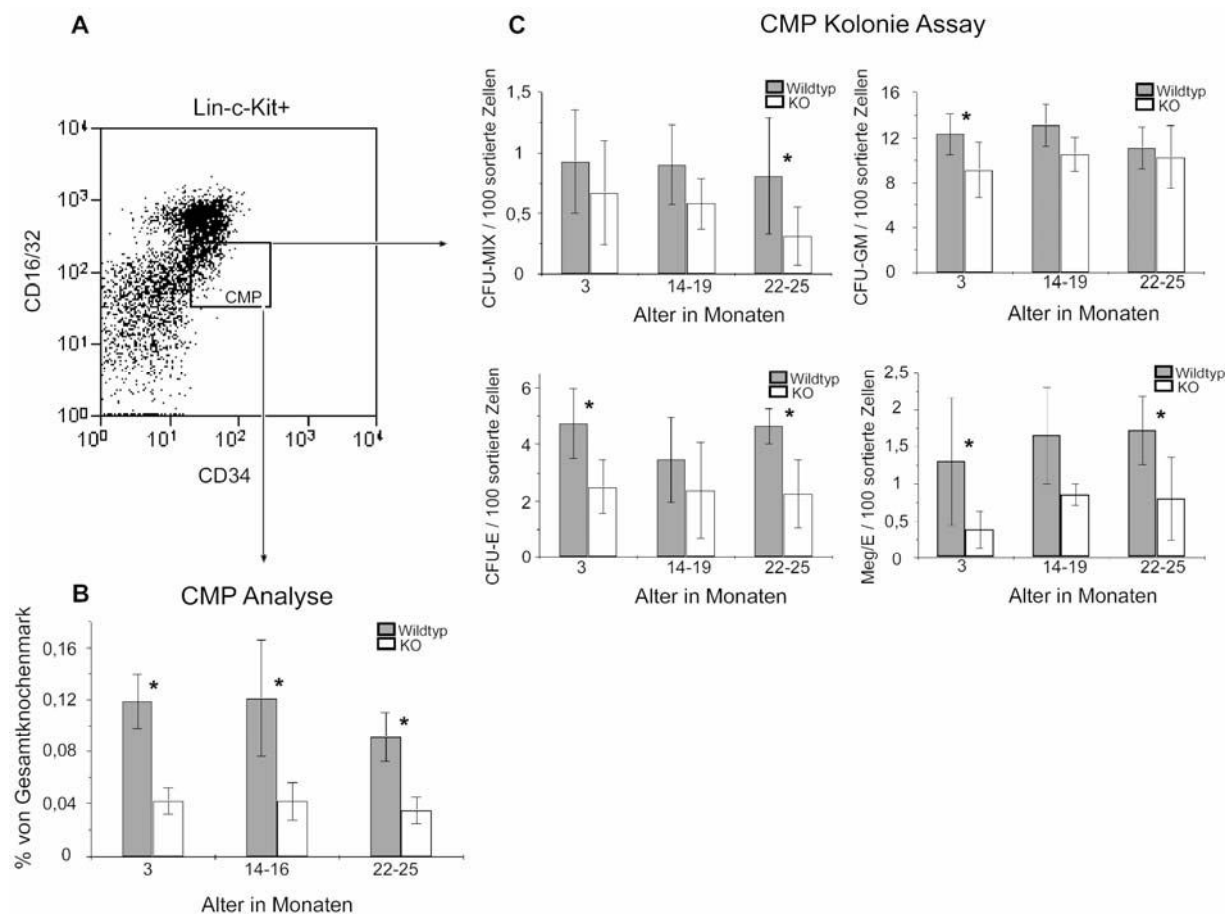 A
Lin-c-Kit+
10⁴
10³
10²
10¹
10⁰
CD16/32
CMP
10⁰ 10¹ 10² 10³ 10⁴
CD34
B
CMP Analyse
Wildtyp
KO
% von Gesamtknochenmark
0,16
0,12
0,08
0,04
0
* * *
3 14-16 22-25
Alter in Monaten
C
CMP Kolonie Assay
Wildtyp
KO
CFU-MIX / 100 sortierte Zellen
1,5
1
0,5
0
*
3 14-19 22-25
Alter in Monaten
Wildtyp
KO
CFU-GM / 100 sortierte Zellen
16
12
8
4
0
*
3 14-19 22-25
Alter in Monaten
Wildtyp
KO
CFU-E / 100 sortierte Zellen
6
4
2
0
* *
3 14-19 22-25
Alter in Monaten
Wildtyp
KO
Meg/E / 100 sortierte Zellen
2,5
2
1,5
1
0,5
0
* *
3 14-19 22-25
Alter in Monaten